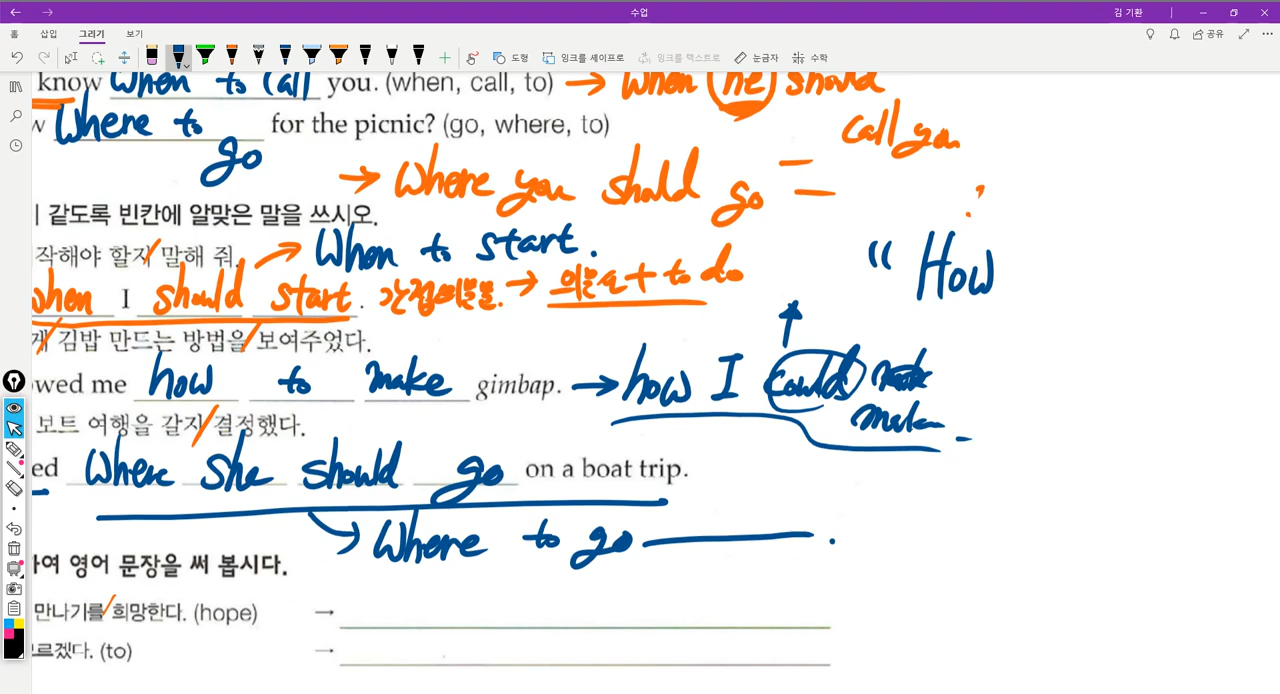 수업
김 기환
홈 삽입 그리기 보기
도형 잉크를 셰이프로 잉크를 텍스트로 눈금자 수학 공유
know when to call you. (when, call, to) → when he should
call you
w where to go for the picnic? (go, where, to)
→ where you should go =
| 같도록 빈칸에 알맞은 말을 쓰시오.
작해야 할지 말해 줘. → When to start.
"How
when I should start. 간접의문문. → 의문사 + to do
게 김밥 만드는 방법을 보여주었다.
owed me how to make gimbap. → how I could make
보트 여행을 갈지 결정했다.
ed where she should go on a boat trip.
→ where to go .
하여 영어 문장을 써 봅시다.
만나기를 희망한다. (hope) →
모르겠다. (to) →